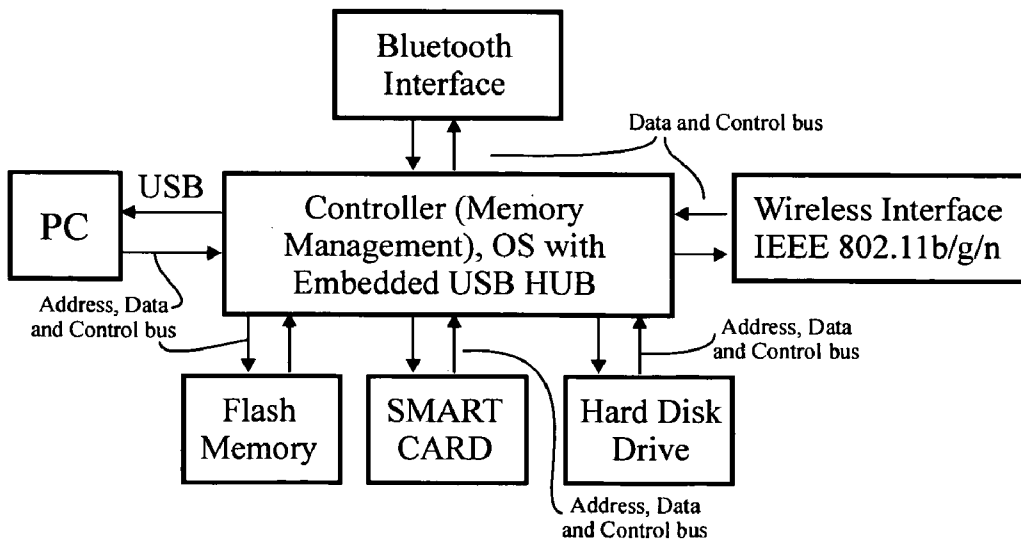 Bluetooth
Interface
Data and Control bus
USB
PC
Controller (Memory
Management), OS with
Embedded USB HUB
Wireless Interface
IEEE 802.11b/g/n
Address, Data
and Control bus
Address, Data
and Control bus
Flash
Memory
SMART
CARD
Hard Disk
Drive
Address, Data
and Control bus